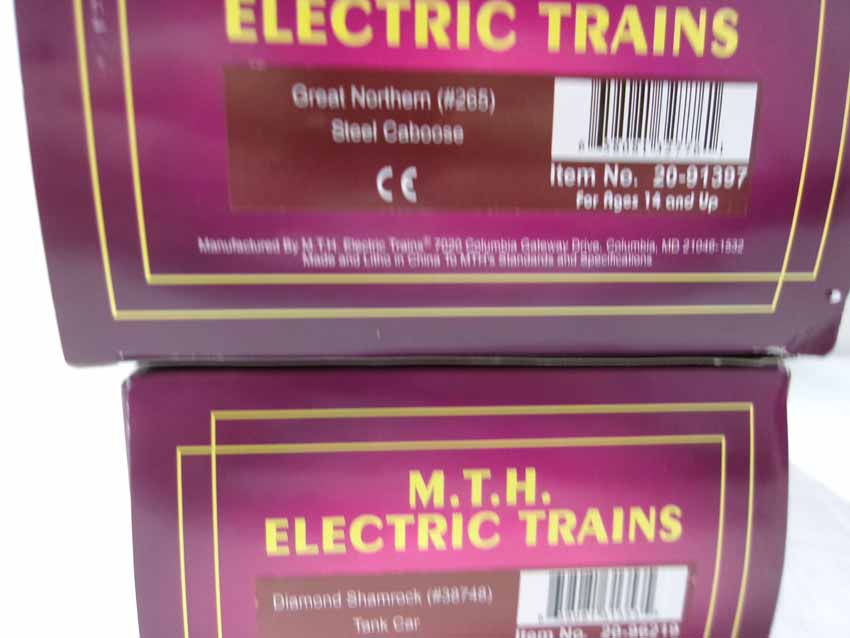 ELECTRIC TRAINS
Great Northern (#265)
Steel Caboose
CE
Item No. 20-91397
For Ages 14 and Up
Manufactured By M.T.H. Electric Trains® 7020 Columbia Gateway Drive, Columbia, MD 21046-1532
Made and Litho in China To MTH's Standards and Specifications
M.T.H.
ELECTRIC TRAINS
Diamond Shamrock (#38748)
Tank Car
Item No. 20-96219